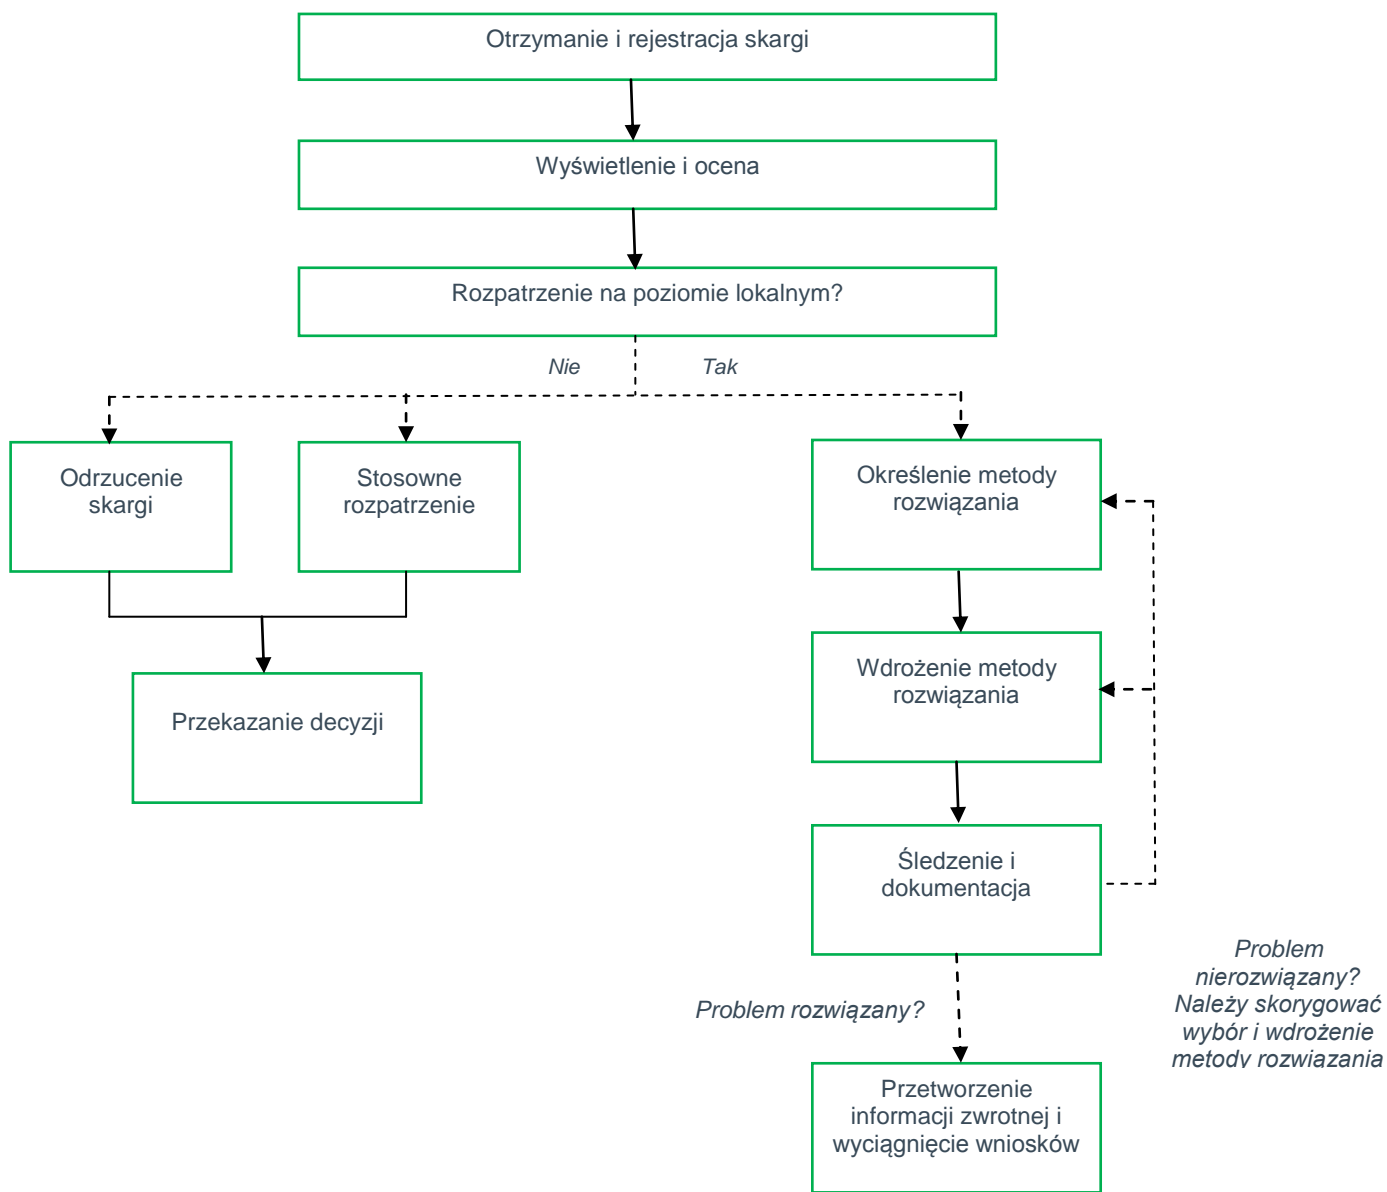 Otrzymanie i rejestracja skargi
Wyświetlenie i ocena
Rozpatrzenie na poziomie lokalnym?
Nie
Tak
Odrzucenie
skargi
Stosowne
rozpatrzenie
Przekazanie decyzji
Określenie metody
rozwiązania
Wdrożenie metody
rozwiązania
Śledzenie i
dokumentacja
Problem rozwiązany?
Problem
nierozwiązany?
Należy skorygować
wybór i wdrożenie
metody rozwiazania
Przetworzenie
informacji zwrotnej i
wyciągnięcie wniosków